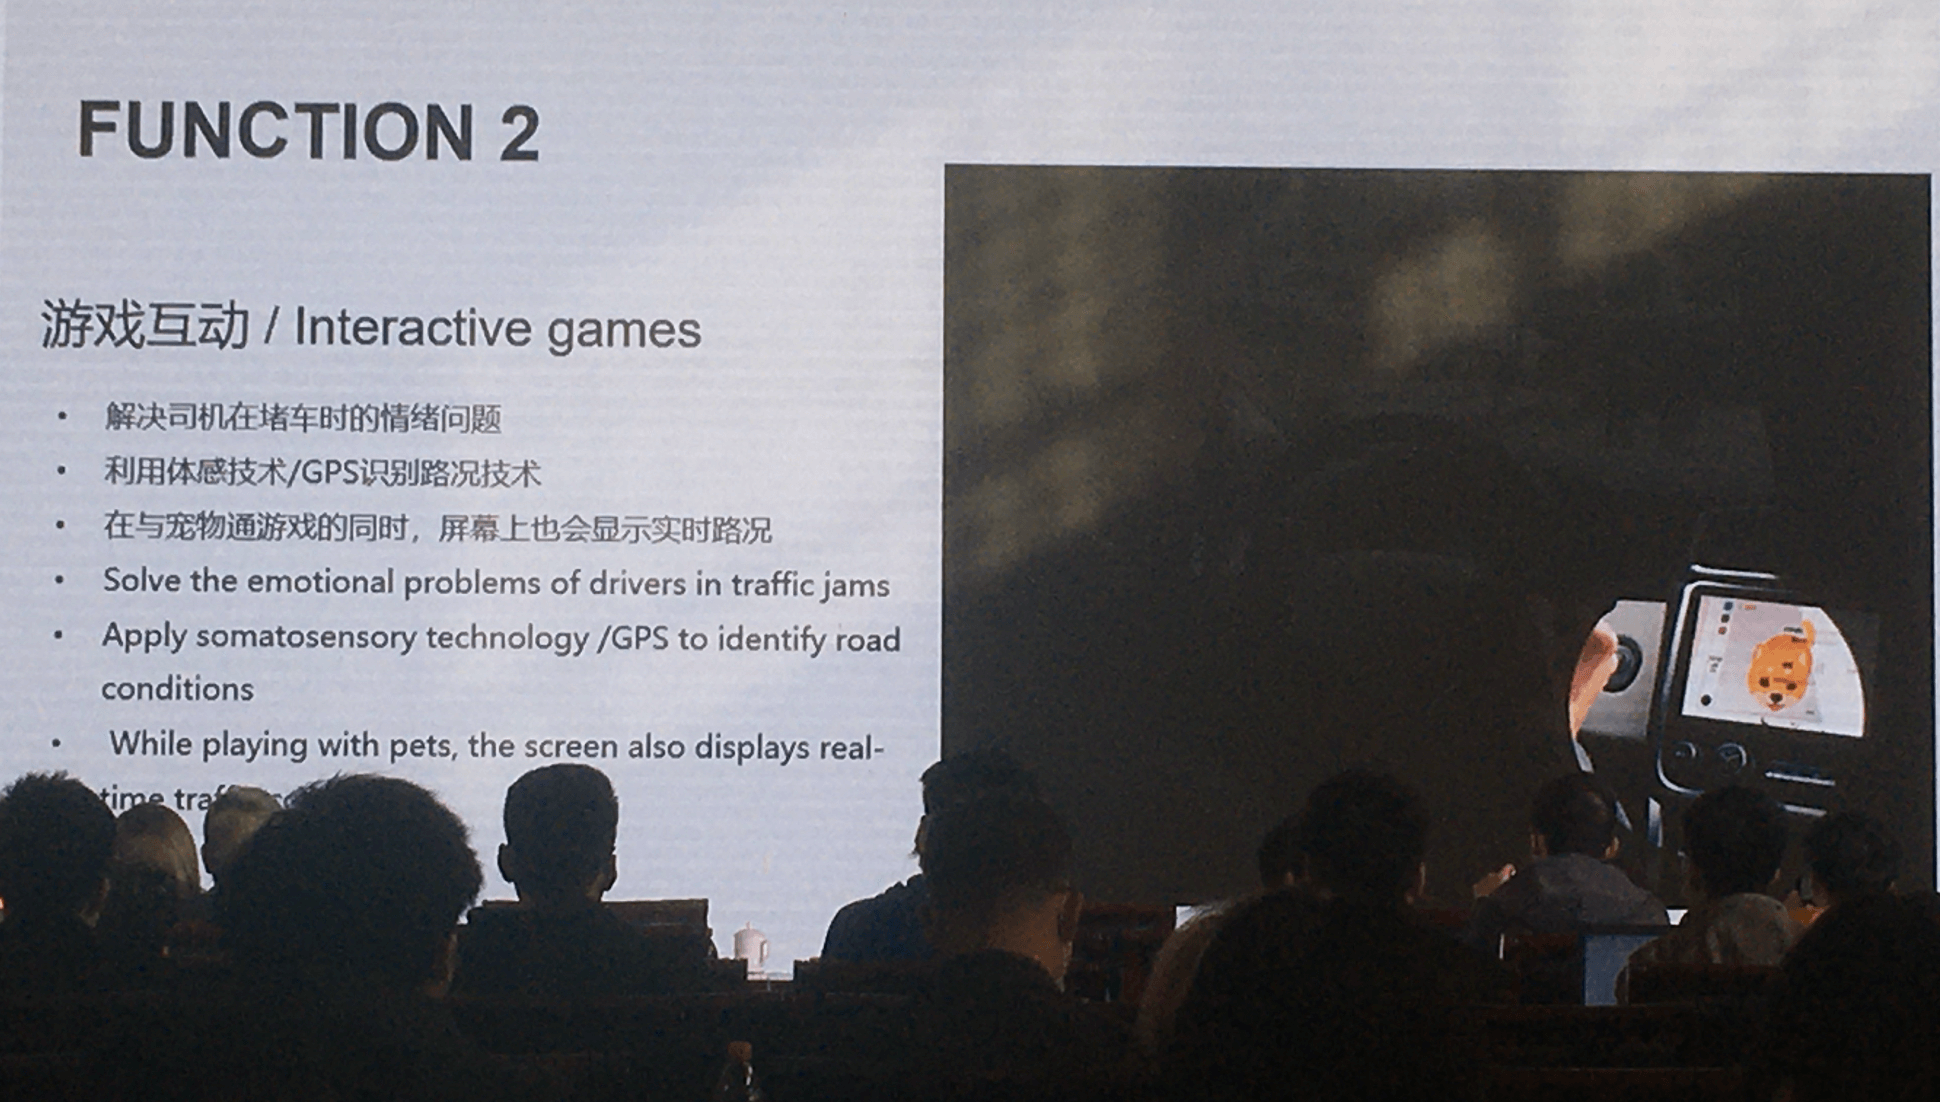 FUNCTION 2
游戏互动 / Interactive games
• 解决司机在堵车时的情绪问题
• 利用体感技术/GPS识别路况技术
• 在与宠物通游戏的同时，屏幕上也会显示实时路况
• Solve the emotional problems of drivers in traffic jams
• Apply somatosensory technology /GPS to identify road
conditions
• While playing with pets, the screen also displays real-
time